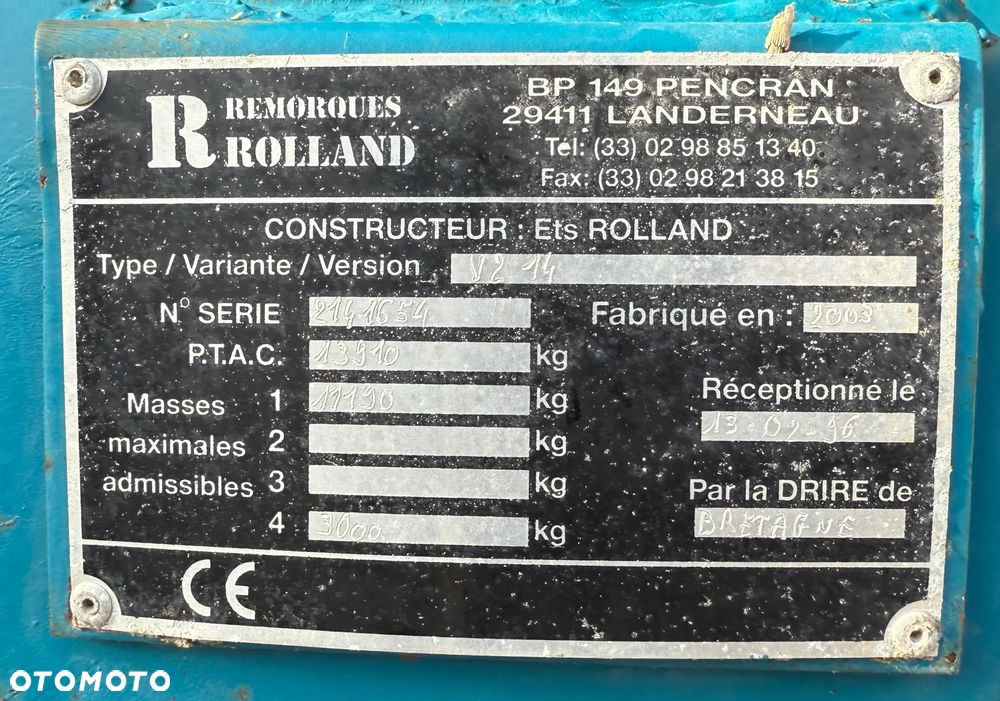 R REMORQUES
ROLLAND
BP 149 PENCRAN
29411 LANDERNEAU
Tel: (33) 02 98 85 13 40
Fax: (33) 02 98 21 38 15
CONSTRUCTEUR : Ets ROLLAND
Type / Variante / Version V2 14
N° SERIE 2141654 Fabriqué en : 2003
P.T.A.C. 13910 kg
Masses 1 11190 kg Réceptionné le
maximales 2 kg 13-02-96
admissibles 3 kg Par la DRIRE de
4 3000 kg BRETAGNE
CE
OTOMOTO